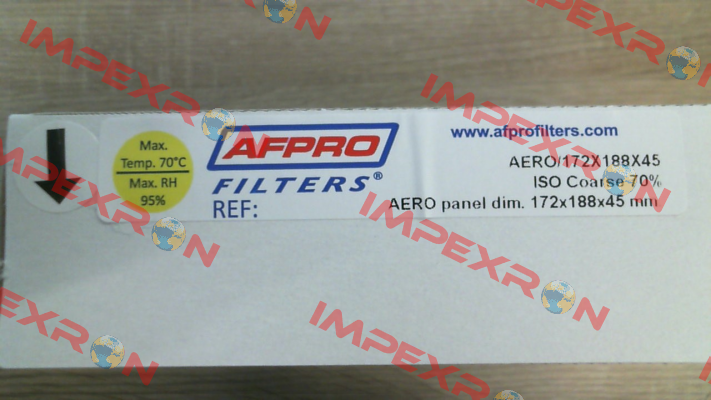 Max.
Temp. 70°C
Max. RH
95%
AFPRO
FILTERS®
REF:
www.afprofilters.com
AERO/172X188X45
ISO Coarse 70%
AERO panel dim. 172x188x45 mm
IMPEXRON
IMPEXRON
IMPEXRON
IMPEXRON
IMPEXRON
IMPEXRON